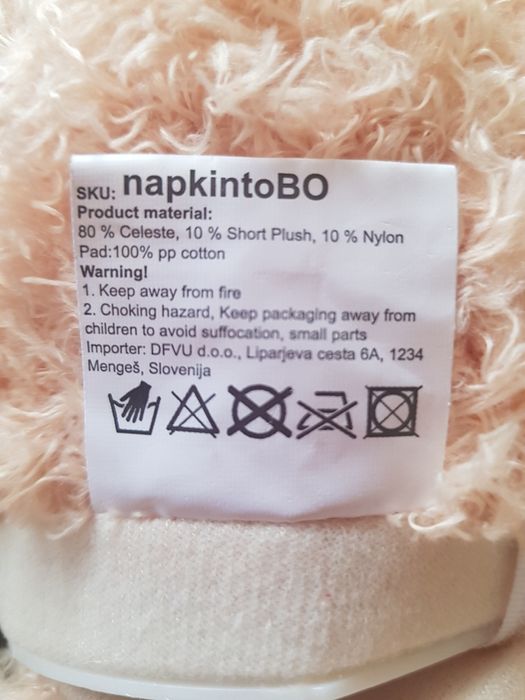 SKU: napkintoBO
Product material:
80 % Celeste, 10 % Short Plush, 10 % Nylon
Pad:100% pp cotton
Warning!
1. Keep away from fire
2. Choking hazard, Keep packaging away from
children to avoid suffocation, small parts
Importer: DFVU d.o.o., Liparjeva cesta 6A, 1234
Mengeš, Slovenija